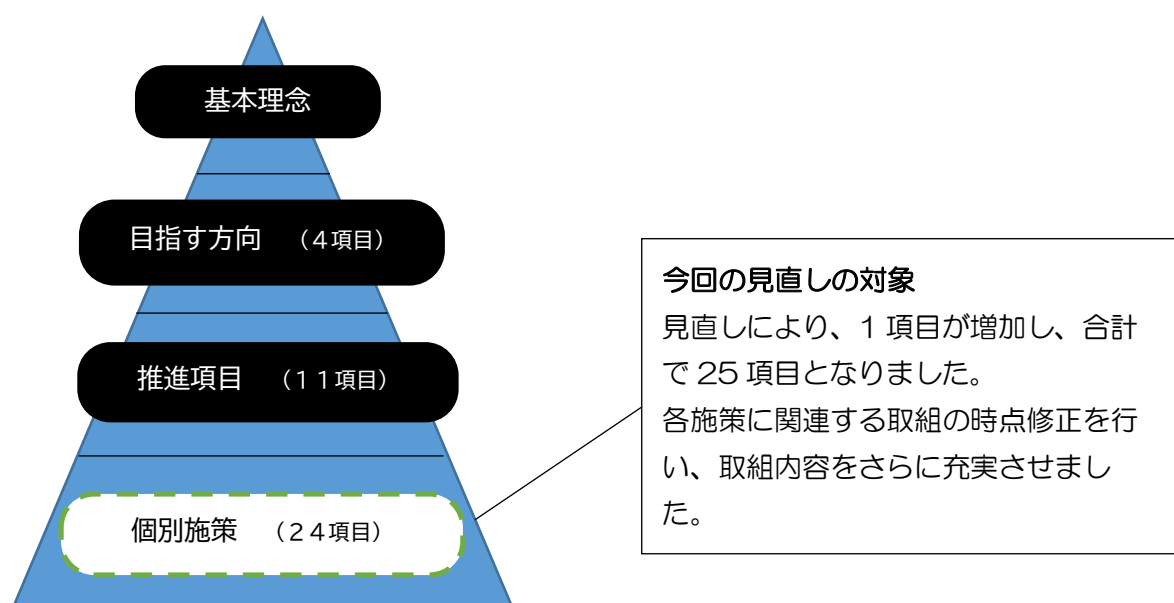 基本理念
目指す方向　（４項目）
今回の見直しの対象
見直しにより、1 項目が増加し、合計
で 25 項目となりました。
推進項目　（１１項目）
各施策に関連する取組の時点修正を行
い、取組内容をさらに充実させまし
た。
個別施策　（２４項目）